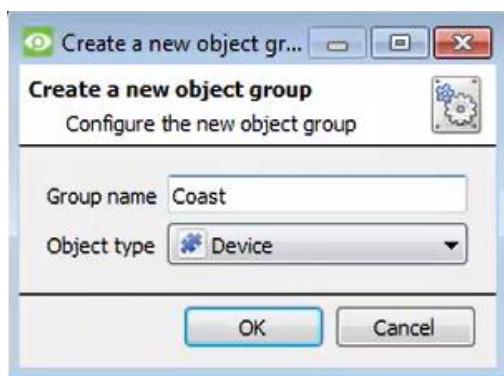 Create a new object gr...
Create a new object group
Configure the new object group
Group name Coast
Object type Device
OK Cancel